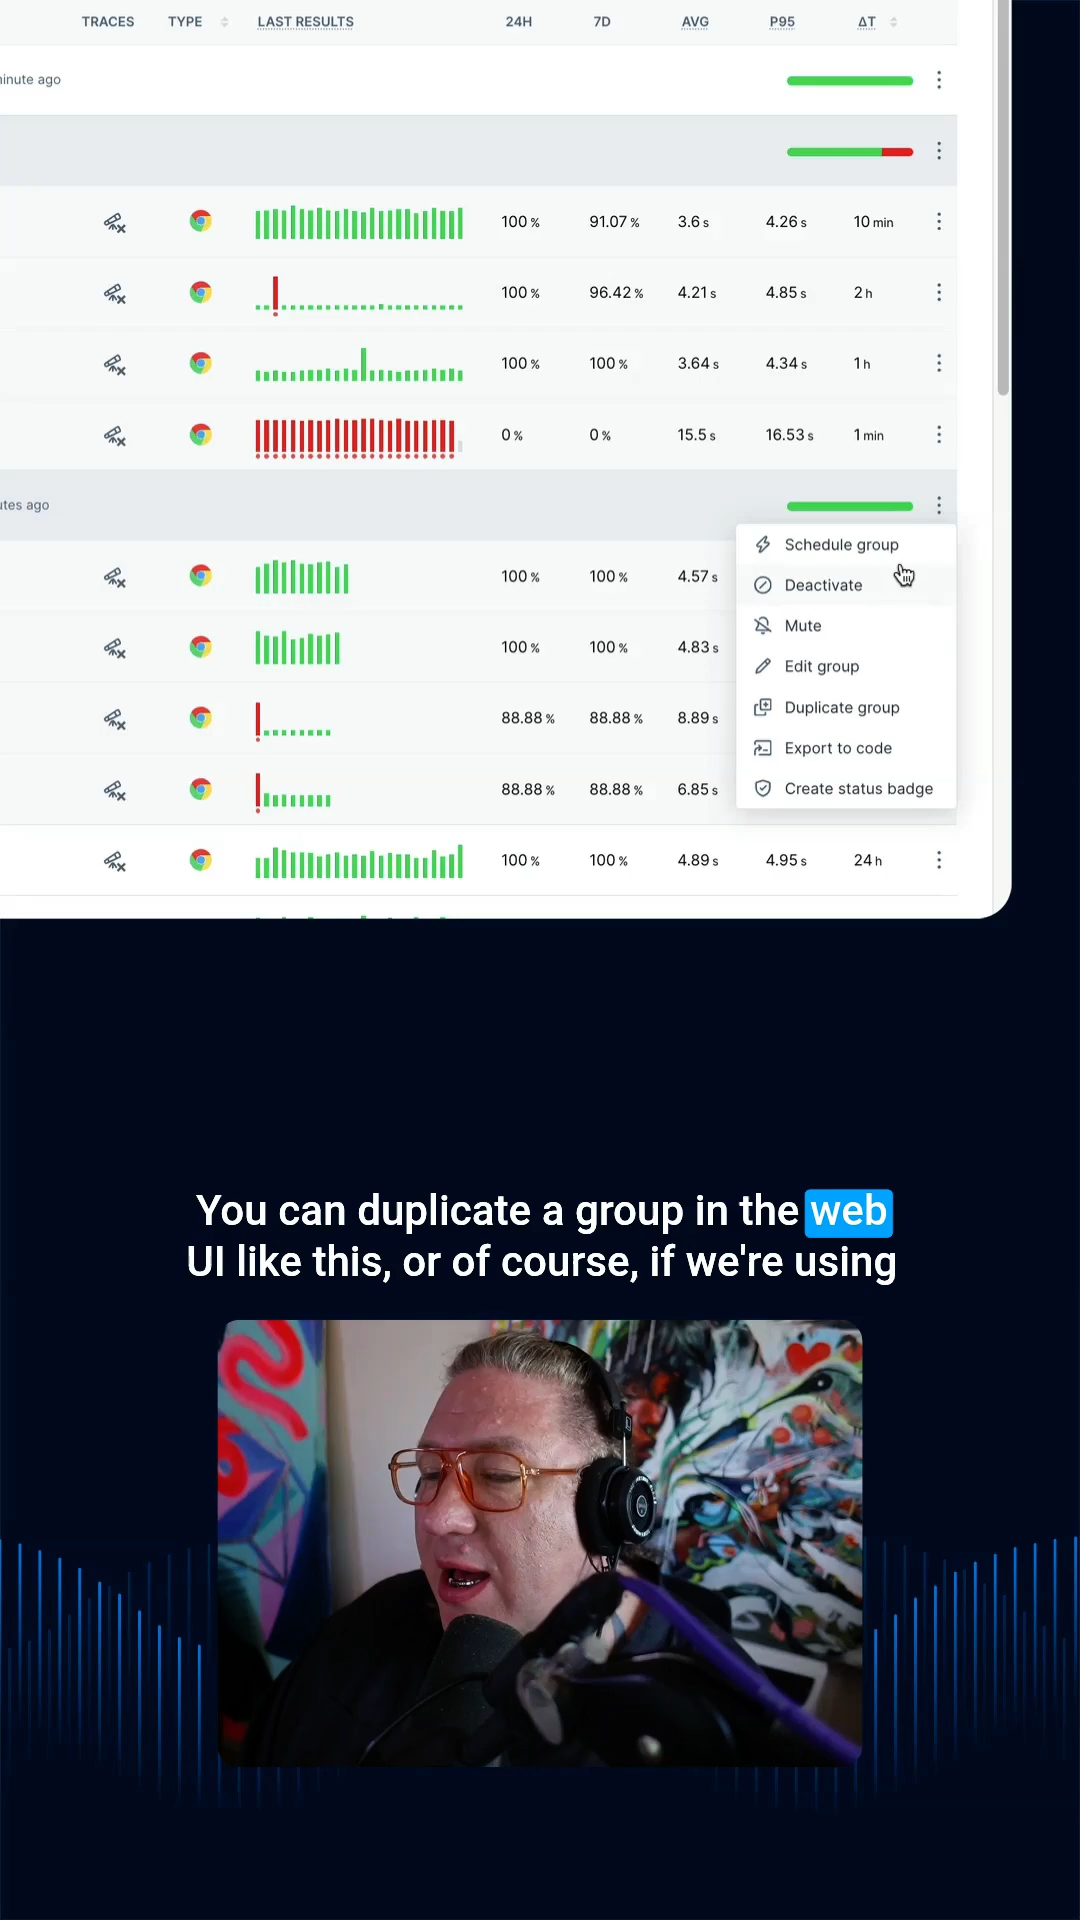 TRACES TYPE LAST RESULTS 24H 7D AVG P95 ΔT
minute ago
100 % 91.07 % 3.6 s 4.26 s 10 min
100 % 96.42 % 4.21 s 4.85 s 2 h
100 % 100 % 3.64 s 4.34 s 1 h
0 % 0 % 15.5 s 16.53 s 1 min
utes ago
Schedule group
100 % 100 % 4.57 s
Deactivate
Mute
100 % 100 % 4.83 s
Edit group
Duplicate group
88.88 % 88.88 % 8.89 s
Export to code
88.88 % 88.88 % 6.85 s
Create status badge
100 % 100 % 4.89 s 4.95 s 24 h
You can duplicate a group in the web
UI like this, or of course, if we're using